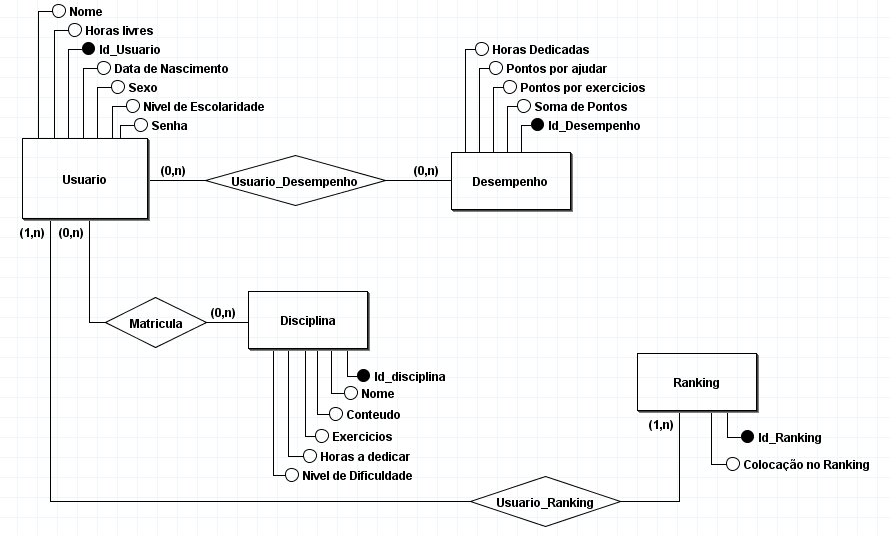 Nome
Horas livres
Id_Usuario
Data de Nascimento
Sexo
Nivel de Escolaridade
Senha
Horas Dedicadas
Pontos por ajudar
Pontos por exercicios
Soma de Pontos
Id_Desempenho
Usuario
(0,n)
Usuario_Desempenho
(0,n)
Desempenho
(1,n)
(0,n)
Matricula
(0,n)
Disciplina
Id_disciplina
Nome
Conteudo
Exercicios
Horas a dedicar
Nivel de Dificuldade
Ranking
(1,n)
Id_Ranking
Colocação no Ranking
Usuario_Ranking